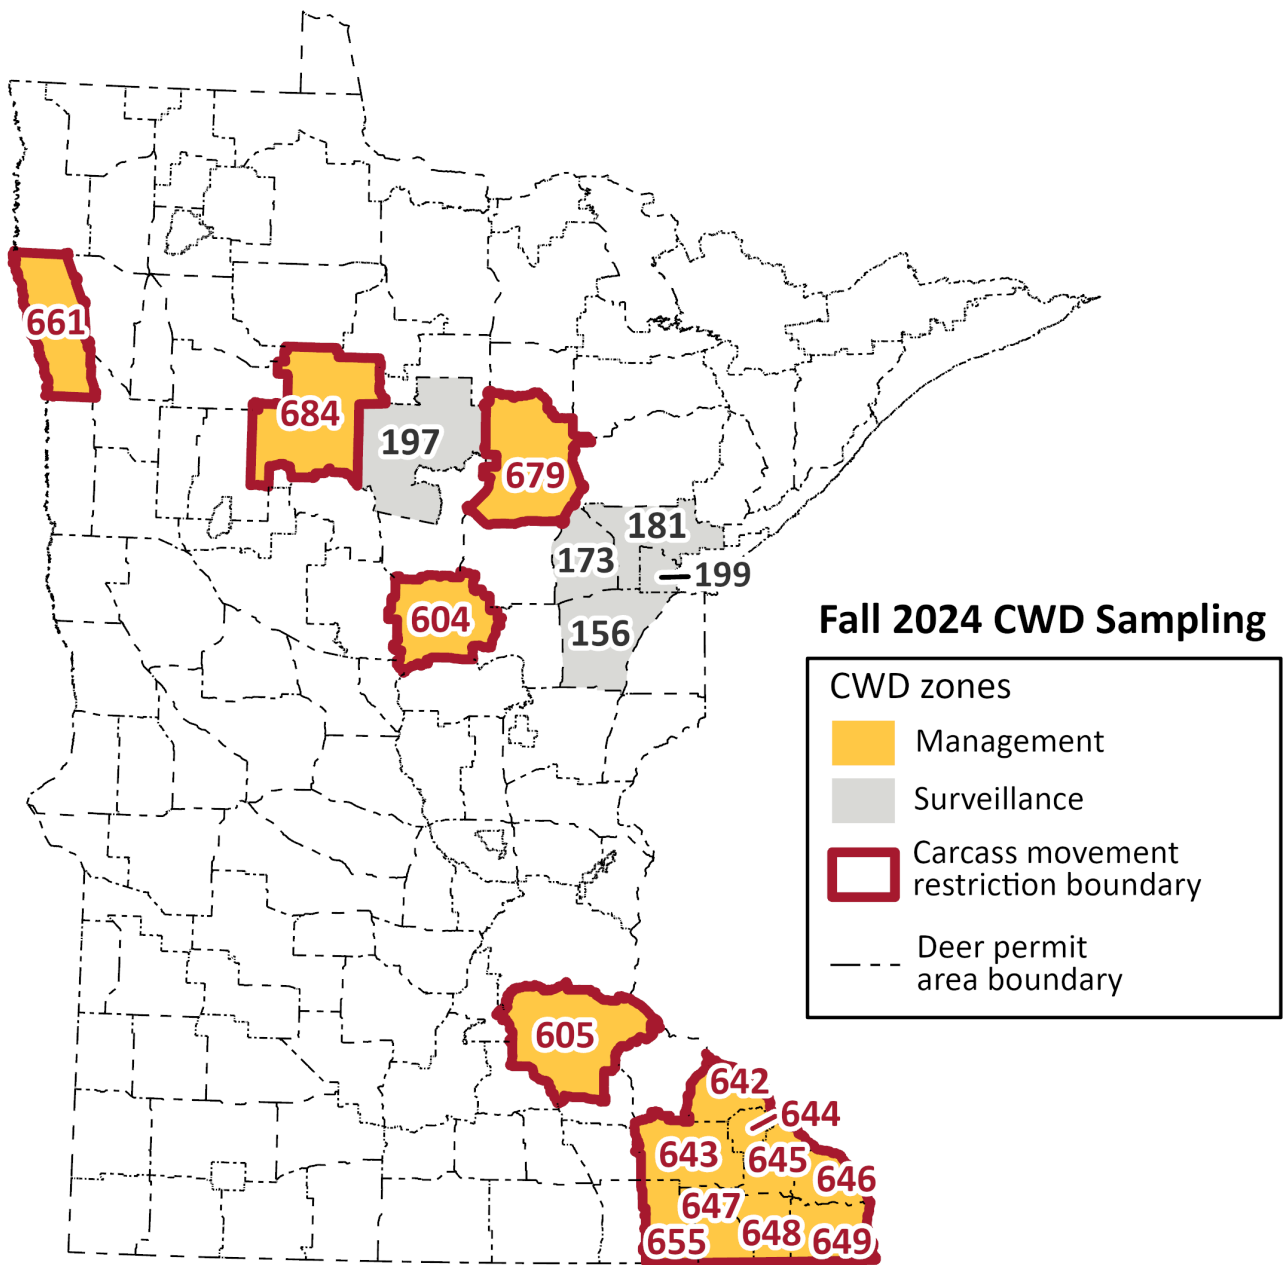 661
684
197
679
181
173
199
604
156
Fall 2024 CWD Sampling
CWD zones
Management
Surveillance
Carcass movement
restriction boundary
Deer permit
area boundary
605
642
644
643
645
646
647
648
655
649